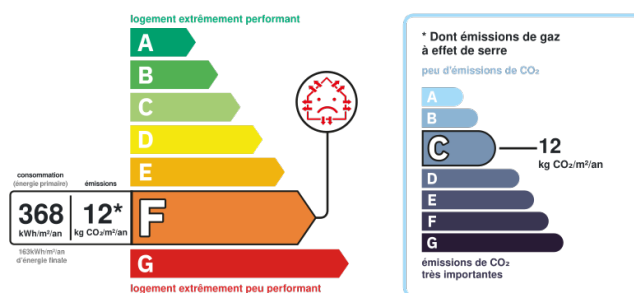 logement extrêmement performant
A
B
C
D
E
consommation
(énergie primaire)
émissions
368
kWh/m²/an
12*
kg CO₂/m²/an
F
163kWh/m²/an
d'énergie finale
G
logement extrêmement peu performant
* Dont émissions de gaz
à effet de serre
peu d'émissions de CO₂
A
B
C
12
kg CO₂/m²/an
D
E
F
G
émissions de CO₂
très importantes